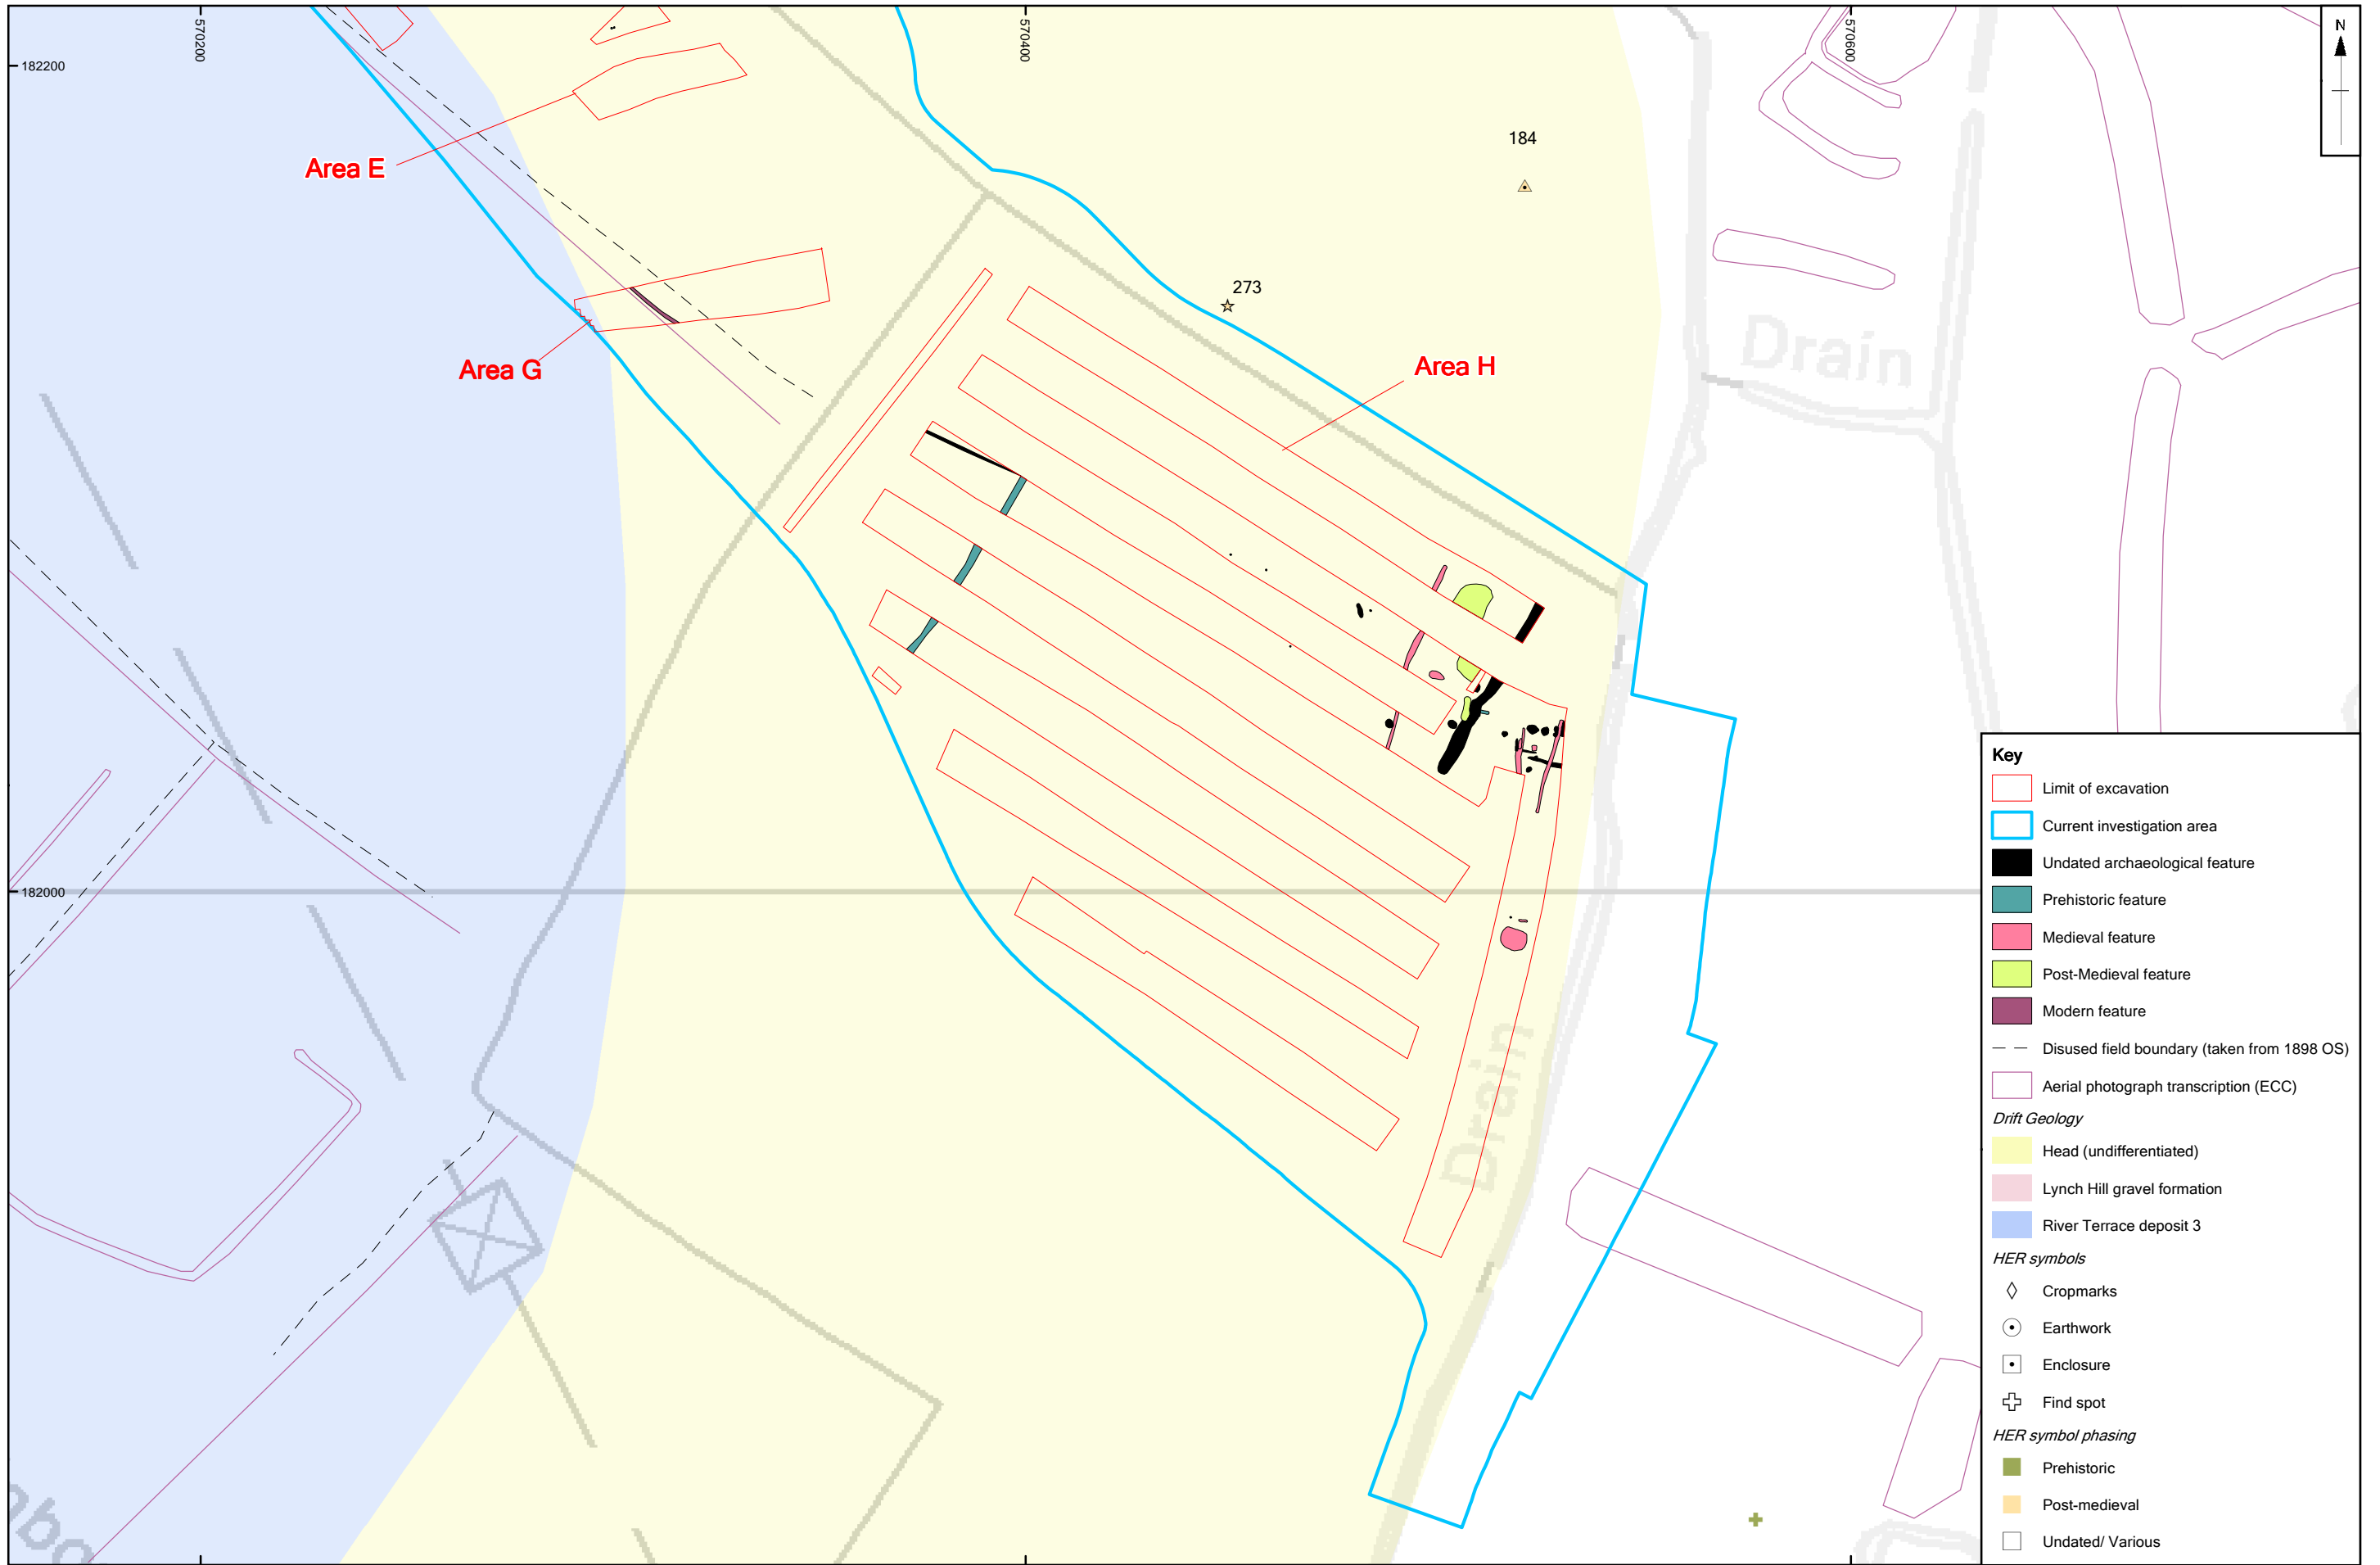 570200
570400
570600
N
182200
184
Area E
273
Drain
Area G
Area H
182000
Drain
Key
Limit of excavation
Current investigation area
Undated archaeological feature
Prehistoric feature
Medieval feature
Post-Medieval feature
Modern feature
Disused field boundary (taken from 1898 OS)
Aerial photograph transcription (ECC)
Drift Geology
Head (undifferentiated)
Lynch Hill gravel formation
River Terrace deposit 3
HER symbols
Cropmarks
Earthwork
Enclosure
Find spot
HER symbol phasing
Prehistoric
Post-medieval
Undated/ Various